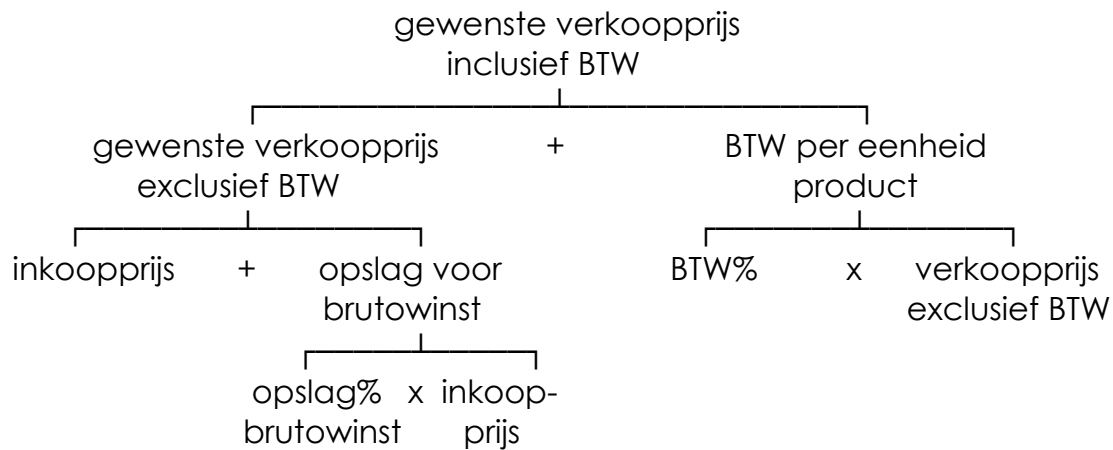 gewenste verkoopprijs
inclusief BTW
gewenste verkoopprijs + BTW per eenheid
exclusief BTW product
inkoopprijs + opslag voor BTW% x verkoopprijs
brutowinst exclusief BTW
opslag% x inkoop-
brutowinst prijs